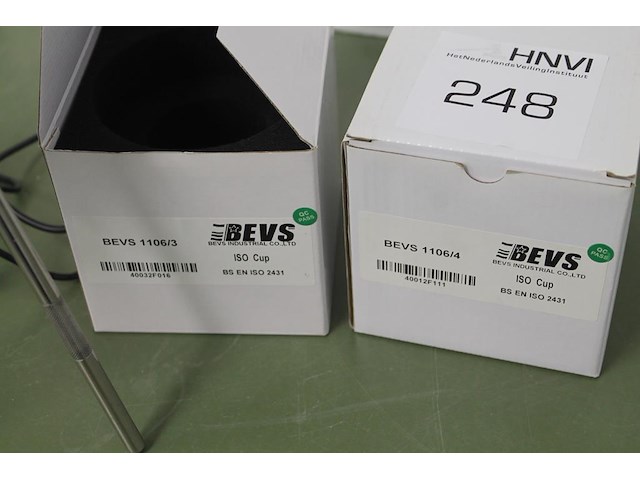 HNVI
HetNederlandsVeilingInstituut
248
BEVS 1106/3
40032F016
BEVS
BEVS INDUSTRIAL CO.,LTD
ISO Cup
BS EN ISO 2431
QC
PASS
BEVS 1106/4
40012F111
BEVS
BEVS INDUSTRIAL CO.,LTD
ISO Cup
BS EN ISO 2431
QC
PASS